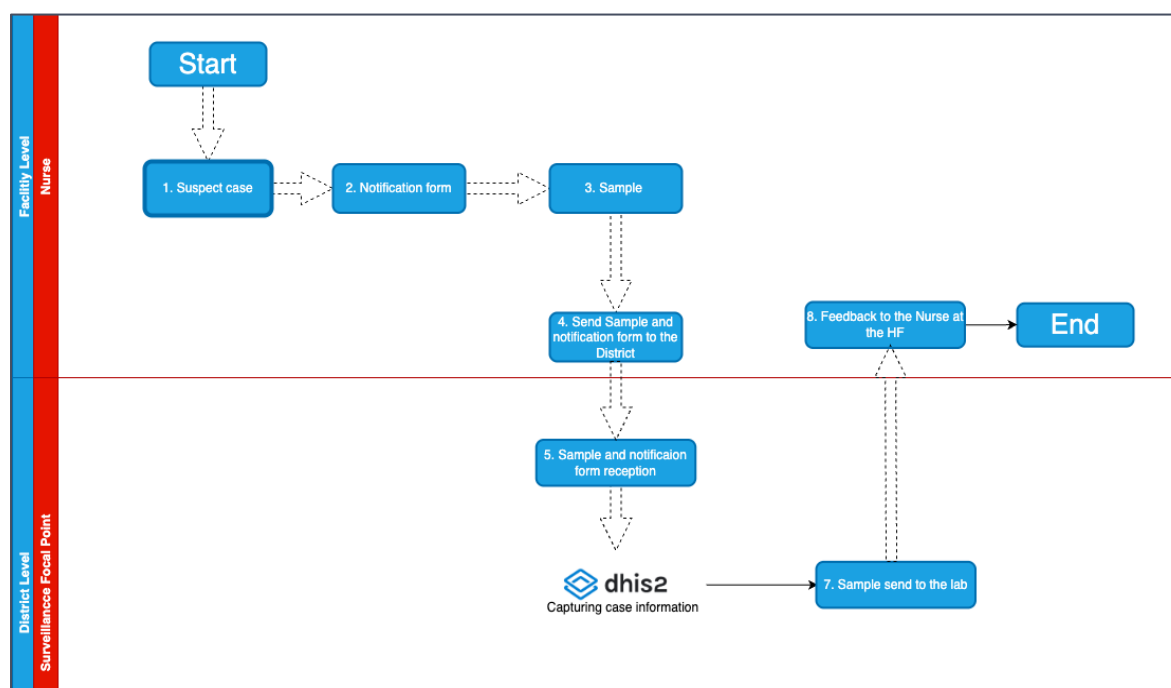 Start
Faclitiy Level
Nurse
1. Suspect case
2. Notification form
3. Sample
4. Send Sample and
notification form to the
District
8. Feedback to the Nurse at
the HF
End
District Level
Surveillancce Focal Point
5. Sample and notificaion
form reception
dhis2
Capturing case information
7. Sample send to the lab